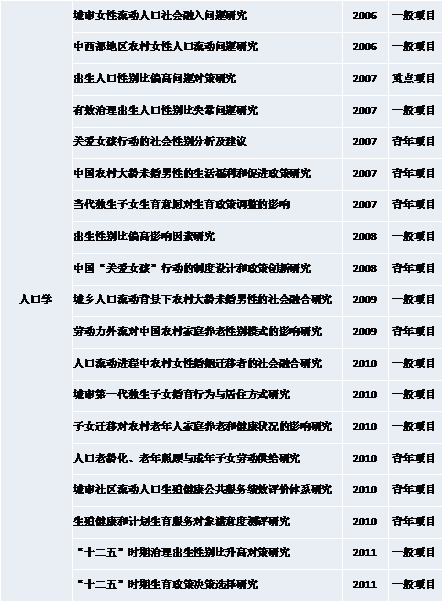 城市女性流动人口社会融入问题研究 2006 一般项目
中西部地区农村女性人口流动问题研究 2006 一般项目
出生人口性别比偏高问题对策研究 2007 重点项目
有效治理出生人口性别比失常问题研究 2007 一般项目
关爱女孩行动的社会性别分析及建议 2007 青年项目
中国农村大龄未婚男性的生活福利和促进政策研究 2007 青年项目
当代独生子女生育意愿对生育政策调整的影响 2007 青年项目
出生性别比偏高影响因素研究 2008 一般项目
中国“关爱女孩”行动的制度设计和政策创新研究 2008 青年项目
人口学 城乡人口流动背景下农村大龄未婚男性的社会融合研究 2009 一般项目
劳动力外流对中国农村家庭养老性别模式的影响研究 2009 青年项目
人口流动进程中农村女性婚姻迁移者的社会融合研究 2010 一般项目
城市第一代独生子女婚育行为与居住方式研究 2010 一般项目
子女迁移对农村老年人家庭养老和健康状况的影响研究 2010 一般项目
人口老龄化、老年照顾与成年子女劳动供给研究 2010 青年项目
城市社区流动人口生殖健康公共服务绩效评价体系研究 2010 青年项目
生殖健康和计划生育服务对象满意度测评研究 2010 青年项目
“十二五”时期治理出生性别比升高对策研究 2011 一般项目
“十二五”时期生育政策决策选择研究 2011 一般项目